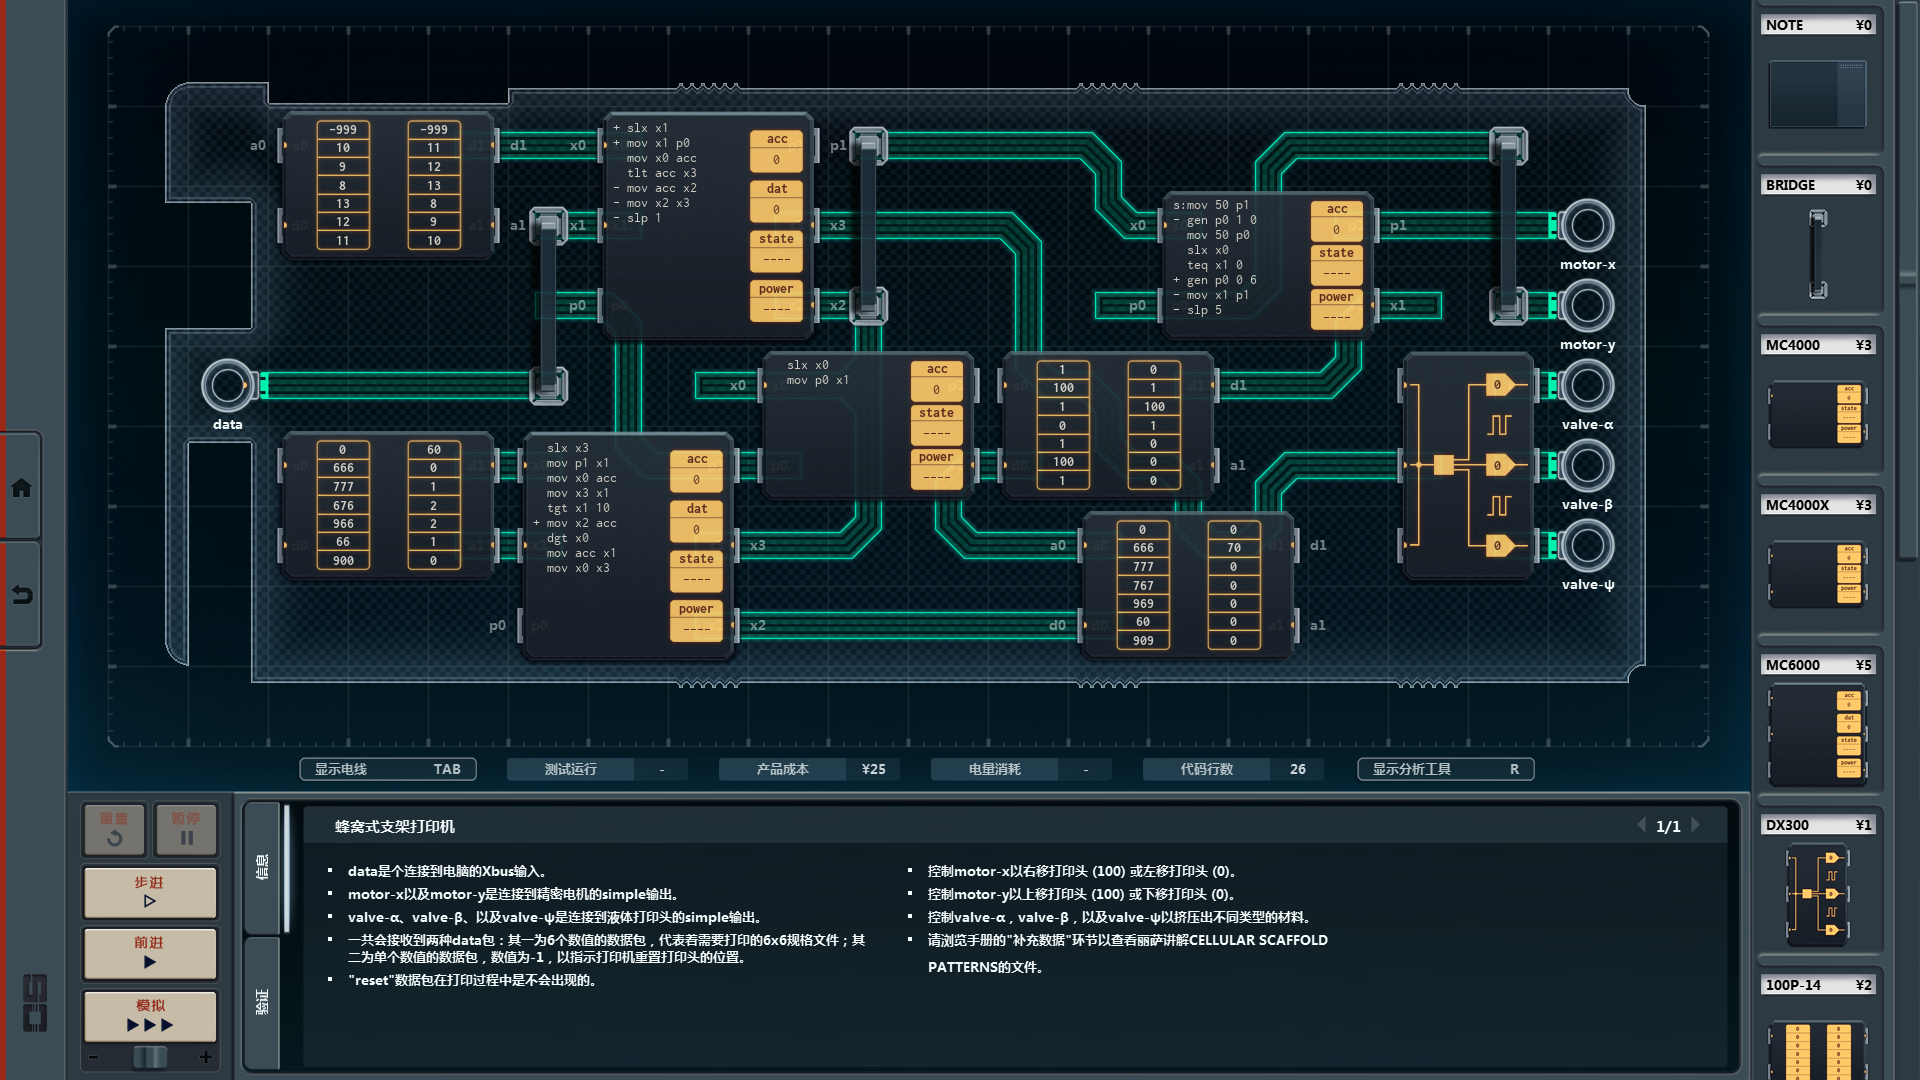 NOTE ¥0
BRIDGE ¥0
MC4000 ¥3
MC4000X ¥3
MC6000 ¥5
DX300 ¥1
100P-14 ¥2
a0
-999 -999
10 11
9 12
8 13
13 8
12 9
11 10
d1
a1
x0
x1
p0
+ slx x1
+ mov x1 p0
mov x0 acc
tlt acc x3
- mov acc x2
- mov x2 x3
- slp 1
acc
0
dat
0
state
----
power
----
p1
x3
x2
x0
p0
s:mov 50 p1
- gen p0 1 0
mov 50 p0
slx x0
teq x1 0
+ gen p0 0 6
- mov x1 p1
- slp 5
acc
0
state
----
power
----
p1
x1
motor-x
motor-y
valve-α
valve-β
valve-ψ
data
x0
slx x0
mov p0 x1
acc
0
state
----
power
----
1 0
100 1
1 100
0 1
1 0
100 0
1 0
d1
a1
0
0
0
0 60
666 0
777 1
676 2
966 2
66 1
900 0
slx x3
mov p1 x1
mov x0 acc
mov x3 x1
tgt x1 10
+ mov x2 acc
dgt x0
mov acc x1
mov x0 x3
acc
0
dat
0
state
----
power
----
p0
x3
x2
a0
d0
0 0
666 70
777 0
767 0
969 0
60 0
909 0
d1
a1
显示电线 TAB
测试运行 -
产品成本 ¥25
电量消耗 -
代码行数 26
显示分析工具 R
重置
暂停
步进
前进
模拟
- +
信息
验证
蜂窝式支架打印机
1/1
▪ data是个连接到电脑的Xbus输入。
▪ motor-x以及motor-y是连接到精密电机的simple输出。
▪ valve-α、valve-β、以及valve-ψ是连接到液体打印头的simple输出。
▪ 一共会接收到两种data包：其一为6个数值的数据包，代表着需要打印的6x6规格文件；其
二为单个数值的数据包，数值为-1，以指示打印机重置打印头的位置。
▪ "reset"数据包在打印过程中是不会出现的。
▪ 控制motor-x以右移打印头 (100) 或左移打印头 (0)。
▪ 控制motor-y以上移打印头 (100) 或下移打印头 (0)。
▪ 控制valve-α，valve-β，以及valve-ψ以挤压出不同类型的材料。
▪ 请浏览手册的"补充数据"环节以查看丽萨讲解CELLULAR SCAFFOLD
PATTERNS的文件。